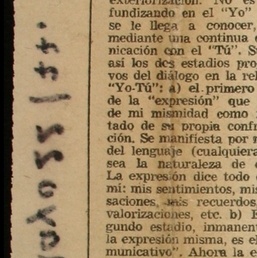 exteriorización. No es
fundizando en el "Yo"
se le llega a conocer,
mediante una continua
nicación con el "Tú". S
así los dos estadios pro
vos del diálogo en la rel
"Yo-Tú": a) el primero
de la "expresión" que
de mi mismidad como
tado de su propia confr
ción. Se manifiesta por
del lenguaje (cualquiera
sea la naturaleza de
La expresión dice todo
mi: mis sentimientos, mis
saciones, mis recuerdos,
valorizaciones, etc. b) E
gundo estadio, inmanen
la expresión misma, es el
municativo". Ahora la e